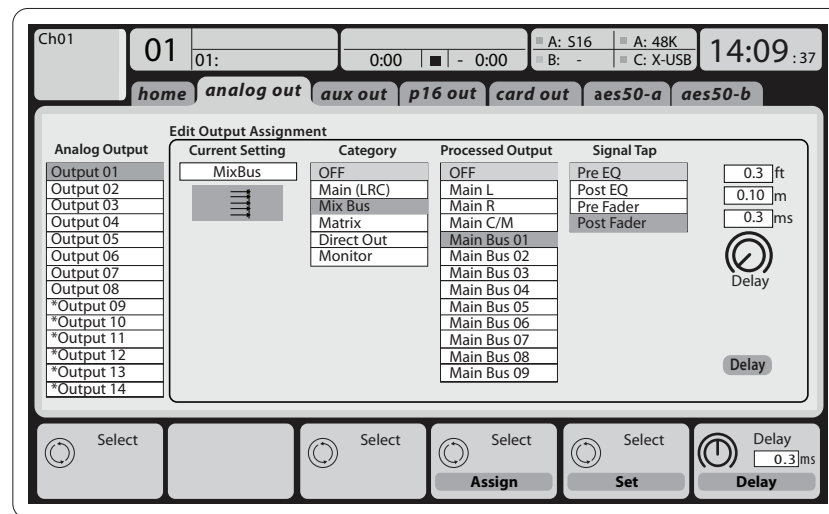 Ch01
01
01:
0:00 - 0:00
A: S16 A: 48K
B: - C: X-USB
14:09 :37
home analog out aux out p16 out card out aes50-a aes50-b
Edit Output Assignment
Analog Output
Output 01
Output 02
Output 03
Output 04
Output 05
Output 06
Output 07
Output 08
*Output 09
*Output 10
*Output 11
*Output 12
*Output 13
*Output 14
Current Setting
MixBus
Category
OFF
Main (LRC)
Mix Bus
Matrix
Direct Out
Monitor
Processed Output
OFF
Main L
Main R
Main C/M
Main Bus 01
Main Bus 02
Main Bus 03
Main Bus 04
Main Bus 05
Main Bus 06
Main Bus 07
Main Bus 08
Main Bus 09
Signal Tap
Pre EQ
Post EQ
Pre Fader
Post Fader
0.3 ft
0.10 m
0.3 ms
Delay
Delay
Select
Select
Select
Assign
Select
Set
Delay
0.3 ms
Delay